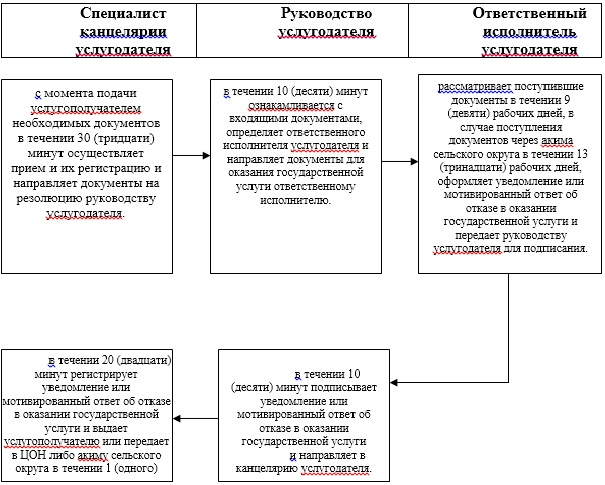 Специалист
канцелярии
услугодателя
Руководство
услугодателя
Ответственный
исполнитель
услугодателя
с момента подачи
услугополучателем
необходимых документов
в течении 30 (тридцати)
минут осуществляет
прием и их регистрацию и
направляет документы на
резолюцию руководству
услугодателя.
в течении 10 (десяти) минут
ознакамливается с
входящими документами,
определяет ответственного
исполнителя услугодателя и
направляет документы для
оказания государственной
услуги ответственному
исполнителю.
рассматривает поступившие
документы в течении 9
(девяти) рабочих дней, в
случае поступления
документов через акима
сельского округа в течении 13
(тринадцати) рабочих дней,
оформляет уведомление или
мотивированный ответ об
отказе в оказании
государственной услуги и
передает руководству
услугодателя для подписания.
в течении 20 (двадцати)
минут регистрирует
уведомление или
мотивированный ответ об отказе
в оказании государственной
услуги и выдает
услугополучателю или передает
в ЦОН либо акиму сельского
округа в течении 1 (одного)
в течении 10
(десяти) минут подписывает
уведомление или
мотивированный ответ об
отказе в оказании
государственной услуги
и направляет в
канцелярию услугодателя.